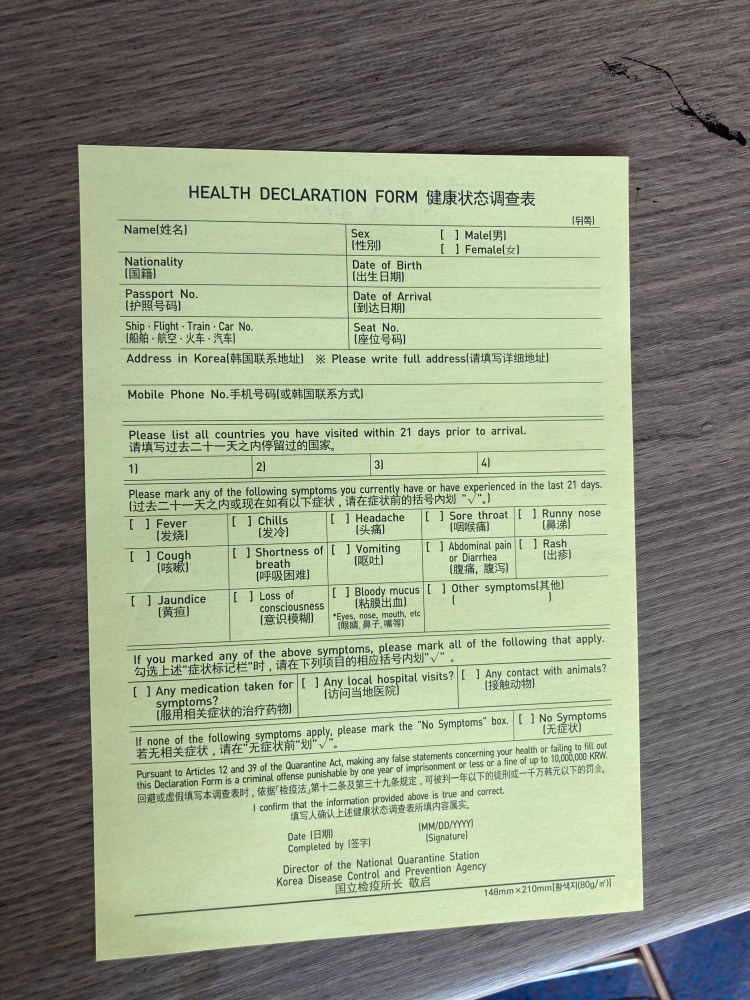 HEALTH DECLARATION FORM 健康状态调查表
(뒤쪽)
Name(姓名)
Sex
(性別)
[ ] Male(男)
[ ] Female(女)
Nationality
(国籍)
Date of Birth
(出生日期)
Passport No.
(护照号码)
Date of Arrival
(到达日期)
Ship · Flight · Train · Car No.
(船舶 · 航空 · 火车 · 汽车)
Seat No.
(座位号码)
Address in Korea(韩国联系地址) ※ Please write full address(请填写详细地址)
Mobile Phone No.手机号码(或韩国联系方式)
Please list all countries you have visited within 21 days prior to arrival.
请填写过去二十一天之内停留过的国家。
1) 2) 3) 4)
Please mark any of the following symptoms you currently have or have experienced in the last 21 days.
(过去二十一天之内或现在如有以下症状 , 请在症状前的括号内划 "√"。)
[ ] Fever
(发烧)
[ ] Chills
(发冷)
[ ] Headache
(头痛)
[ ] Sore throat
(咽喉痛)
[ ] Runny nose
(鼻涕)
[ ] Cough
(咳嗽)
[ ] Shortness of
breath
(呼吸困难)
[ ] Vomiting
(呕吐)
[ ] Abdominal pain
or Diarrhea
(腹痛, 腹泻)
[ ] Rash
(出疹)
[ ] Jaundice
(黄疸)
[ ] Loss of
consciousness
(意识模糊)
[ ] Bloody mucus
(粘膜出血)
*Eyes, nose, mouth, etc
(眼睛, 鼻子, 嘴等)
[ ] Other symptoms(其他)
( )
If you marked any of the above symptoms, please mark all of the following that apply.
勾选上述"症状标记栏"时 , 请在下列项目的相应括号内划"√" 。
[ ] Any medication taken for
symptoms?
(服用相关症状的治疗药物)
[ ] Any local hospital visits?
(访问当地医院)
[ ] Any contact with animals?
(接触动物)
If none of the following symptoms apply, please mark the "No Symptoms" box.
若无相关症状 , 请在"无症状前"划"√"。
[ ] No Symptoms
(无症状)
Pursuant to Articles 12 and 39 of the Quarantine Act, making any false statements concerning your health or failing to fill out
this Declaration Form is a criminal offense punishable by one year of imprisonment or less or a fine of up to 10,000,000 KRW.
回避或虚假填写本调查表时 , 依据「检疫法」第十二条及第三十九条规定 , 可被判一年以下的徒刑或一千万韩元以下的罚金。
I confirm that the information provided above is true and correct.
填写人确认上述健康状态调查表所填内容属实。
Date (日期) (MM/DD/YYYY)
Completed by (签字) (Signature)
Director of the National Quarantine Station
Korea Disease Control and Prevention Agency
国立检疫所长 敬启
148mm×210mm[황색지(80g/㎡)]